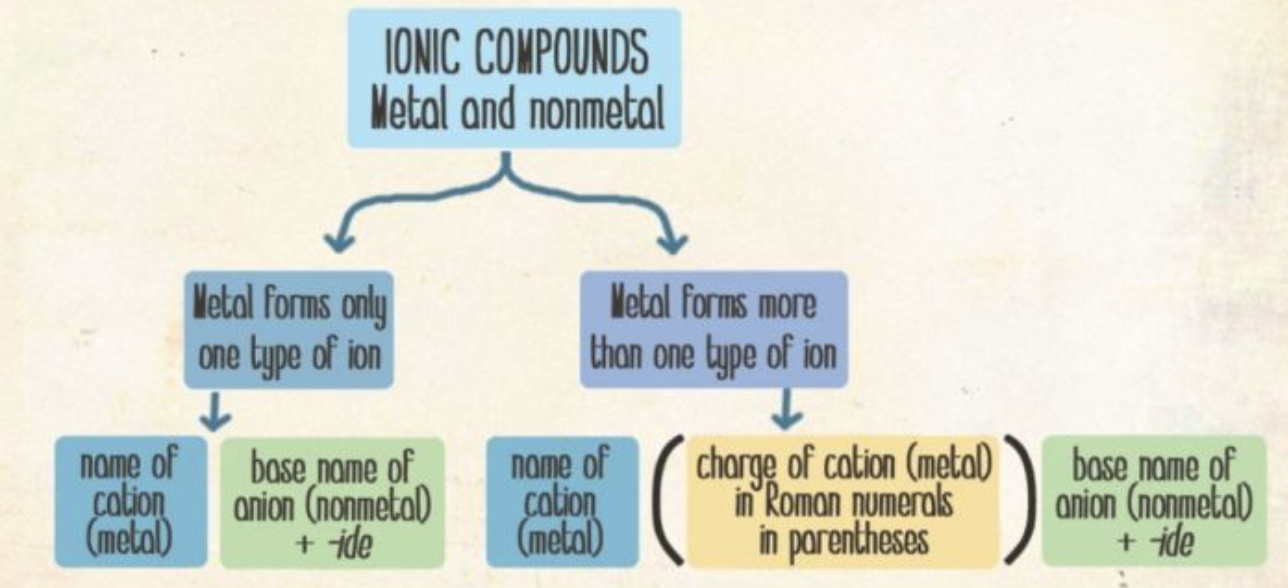 IONIC COMPOUNDS
Metal and nonmetal
Metal forms only
one type of ion
Metal forms more
than one type of ion
name of
cation
(metal)
base name of
anion (nonmetal)
+ -ide
name of
cation
(metal)
(
charge of cation (metal)
in Roman numerals
in parentheses
)
base name of
anion (nonmetal)
+ -ide